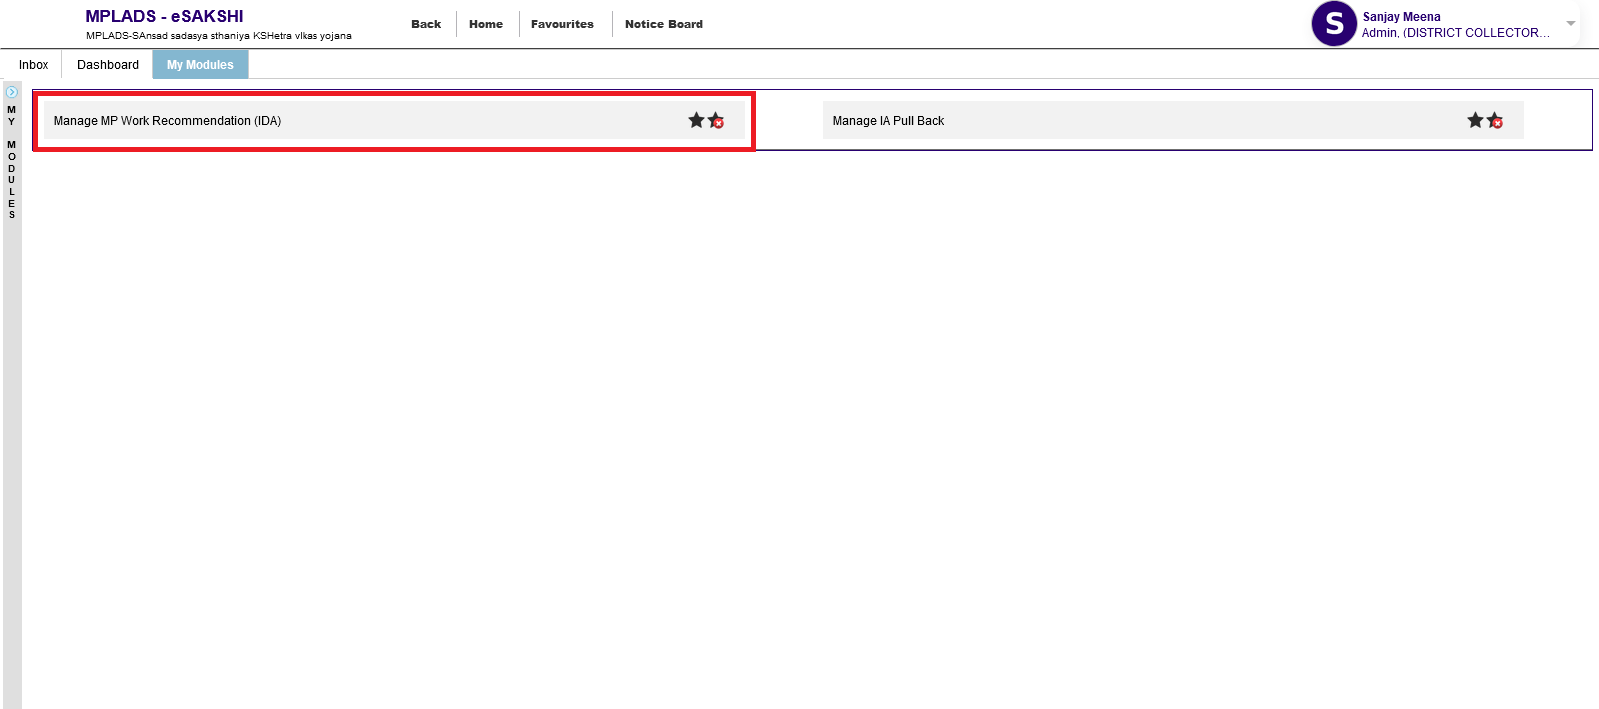 MPLADS - eSAKSHI
MPLADS-SAnsad sadasya sthaniya KSHetra vIkas yojana
Back
Home
Favourites
Notice Board
S
Sanjay Meena
Admin, (DISTRICT COLLECTOR...
Inbox
Dashboard
My Modules
MY MODULES
Manage MP Work Recommendation (IDA)
Manage IA Pull Back